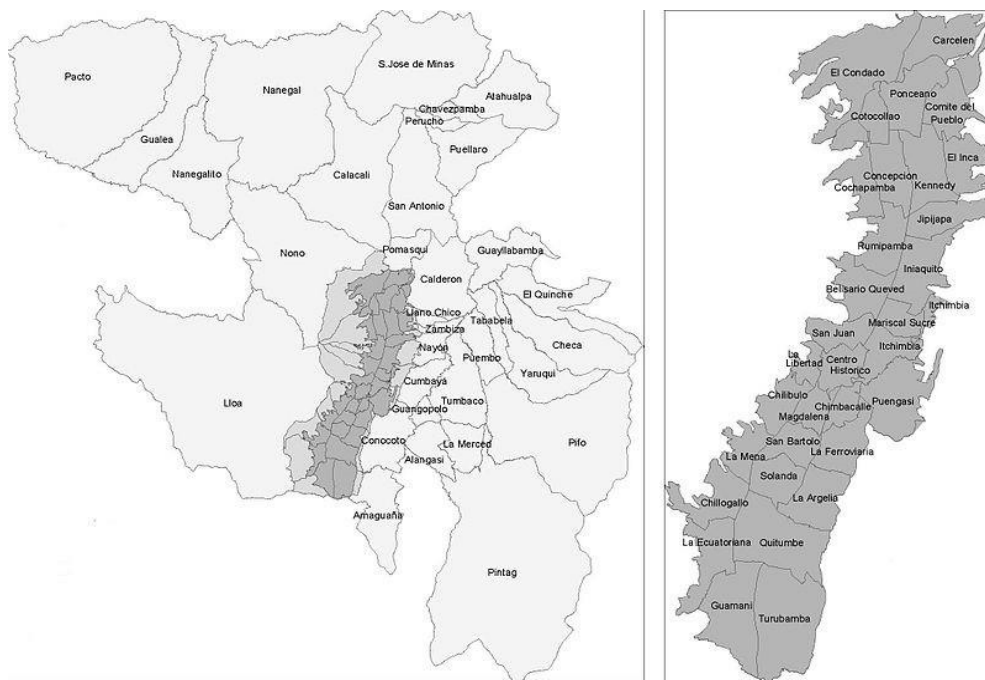 S.Jose de Minas
Pacto
Nanegal
Atahualpa
Chavezpamba
Perucho
Gualea
Puellaro
Nanegalito
Calacali
San Antonio
Nono
Pomasqui
Guayllabamba
Calderon
El Quinche
Llano Chico
Tababela
Zambiza
Checa
Nayón
Puembo
Yaruqui
Cumbaya
Lloa
Tumbaco
Guangopolo
Conocoto
La Merced
Pifo
Alangasi
Amaguaña
Pintag
Carcelen
El Condado
Ponceano
Comite del
Pueblo
Cotocollao
El Inca
Concepción
Cochapamba
Kennedy
Jipijapa
Rumipamba
Iniaquito
Belisario Queved
Itchimbia
Mariscal Sucre
San Juan
Itchimbia
La
Libertad
Centro
Historico
Chilibulo
Puengasi
Chimbacalle
Magdalena
San Bartolo
La Mena
La Ferroviaria
Solanda
Chillogallo
La Argelia
La Ecuatoriana
Quitumbe
Guamani
Turubamba